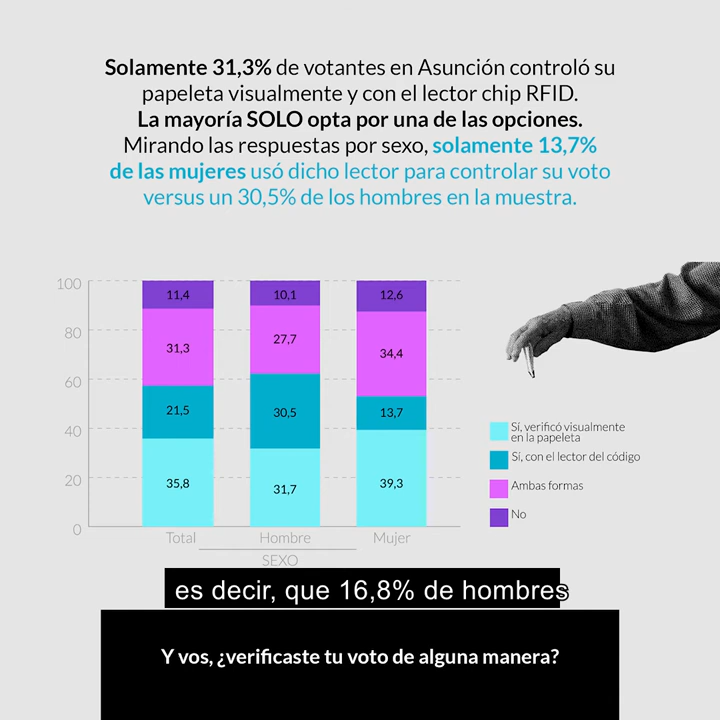 Solamente 31,3% de votantes en Asunción controló su
papeleta visualmente y con el lector chip RFID.
La mayoría SOLO opta por una de las opciones.
Mirando las respuestas por sexo, solamente 13,7%
de las mujeres usó dicho lector para controlar su voto
versus un 30,5% de los hombres en la muestra.
100
80
60
40
20
0
11,4
31,3
21,5
35,8
10,1
27,7
30,5
31,7
12,6
34,4
13,7
39,3
Total
Hombre
Mujer
SEXO
Sí, verificó visualmente
en la papeleta
Sí, con el lector del código
Ambas formas
No
es decir, que 16,8% de hombres
Y vos, ¿verificaste tu voto de alguna manera?